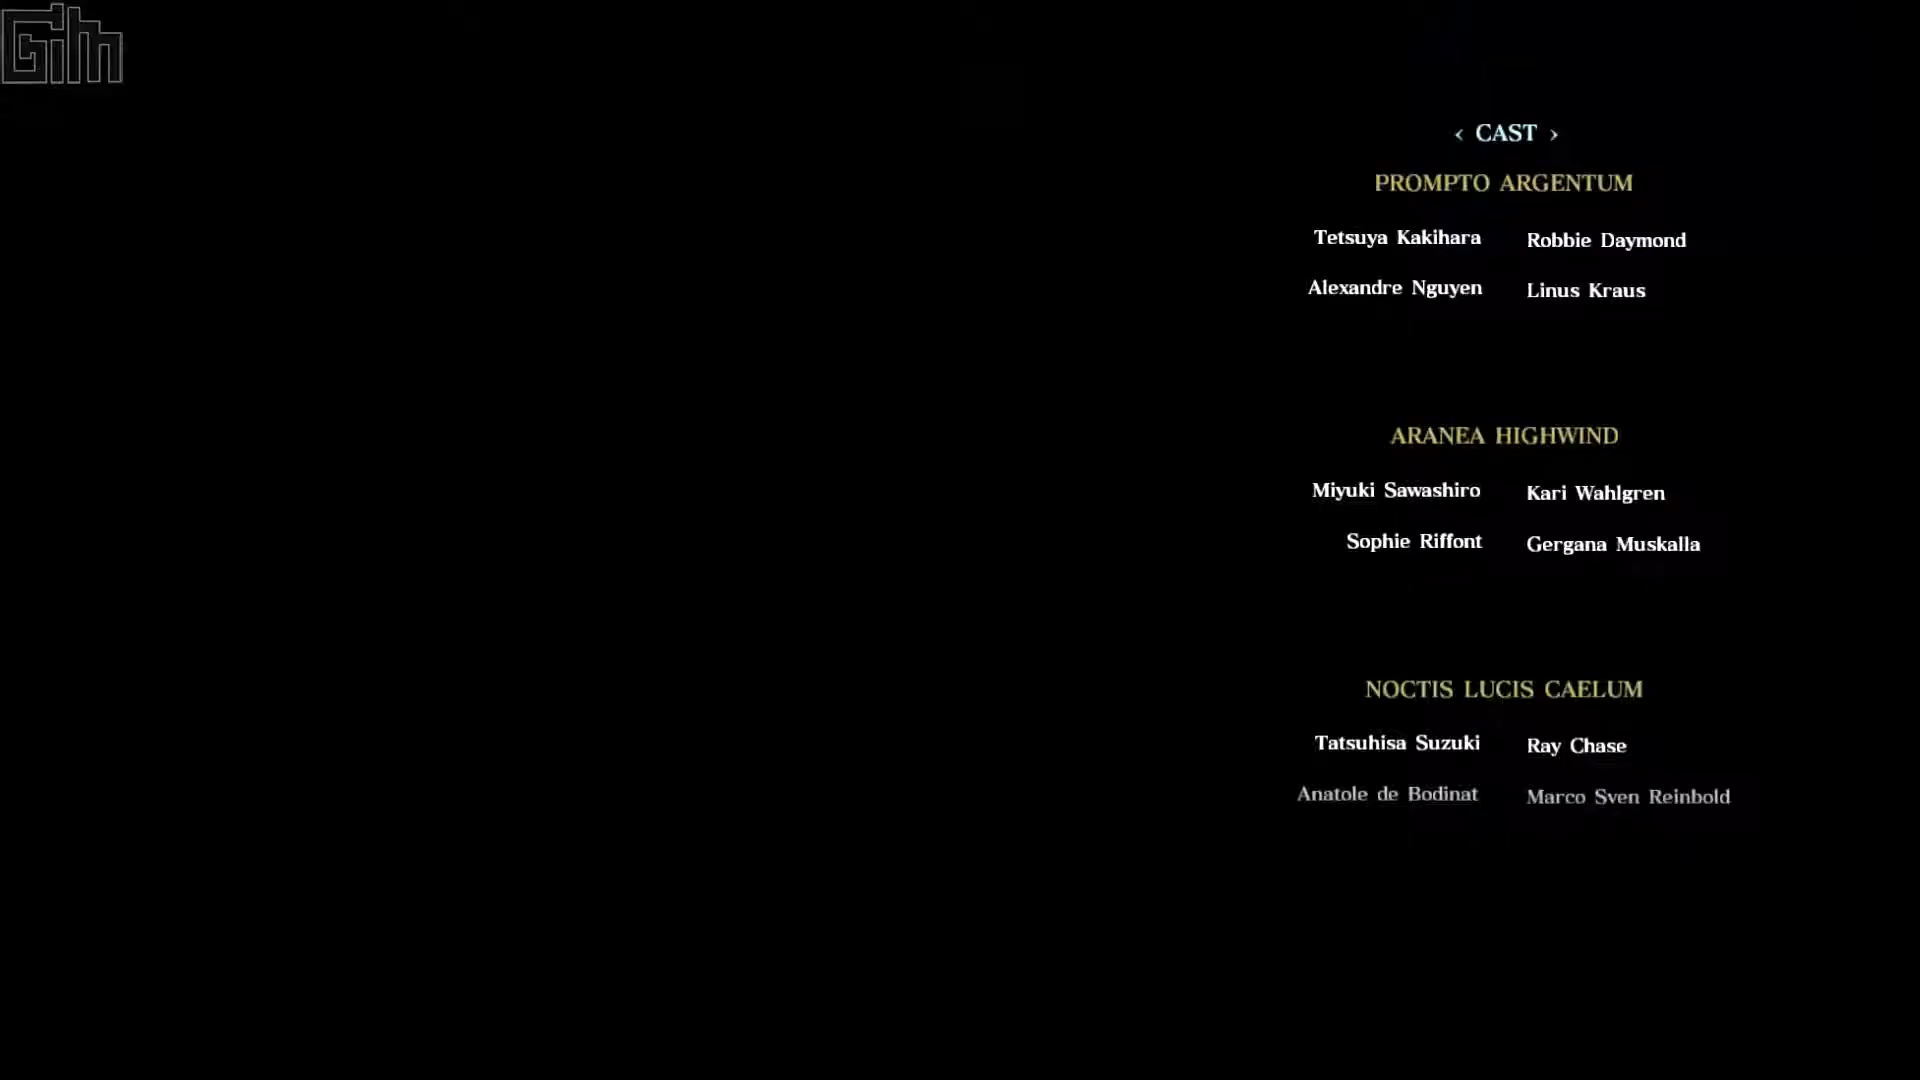 Gih
‹ CAST ›
PROMPTO ARGENTUM
Tetsuya Kakihara Robbie Daymond
Alexandre Nguyen Linus Kraus
ARANEA HIGHWIND
Miyuki Sawashiro Kari Wahlgren
Sophie Riffont Gergana Muskalla
NOCTIS LUCIS CAELUM
Tatsuhisa Suzuki Ray Chase
Anatole de Bodinat Marco Sven Reinbold